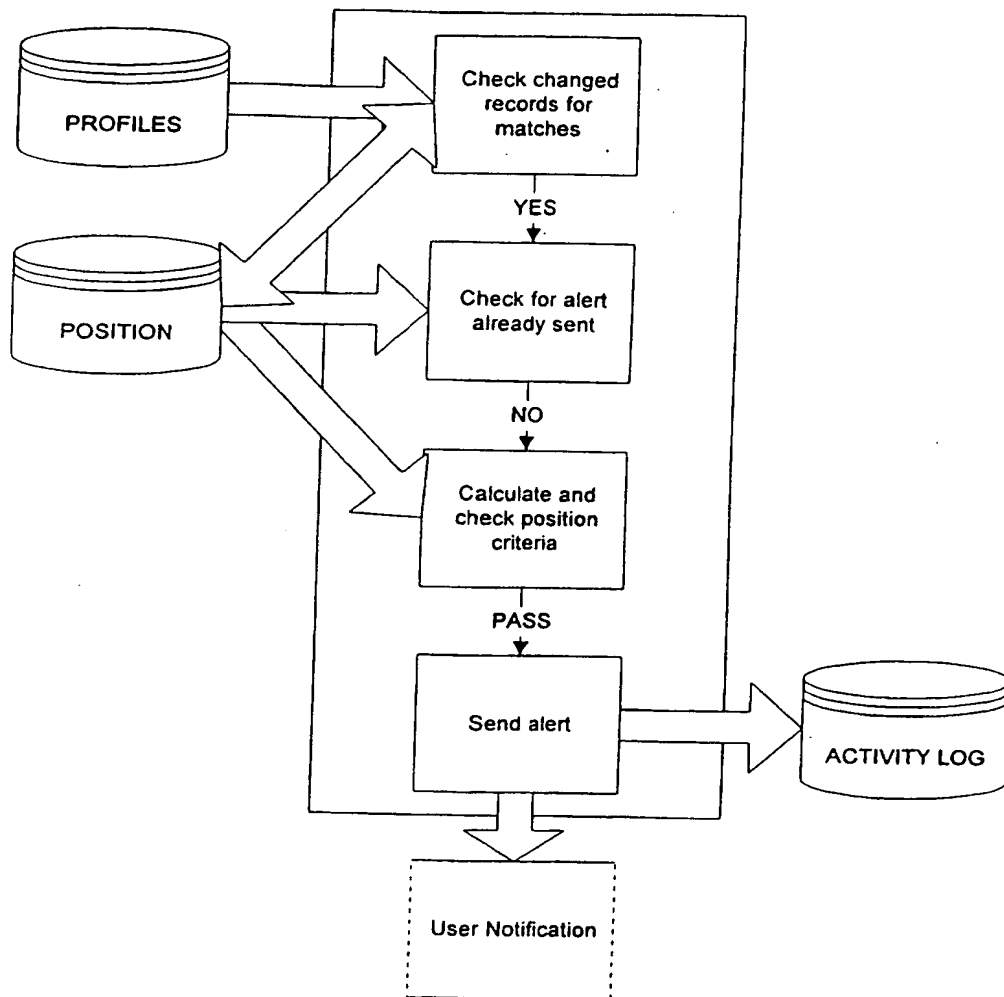 PROFILES
Check changed
records for
matches
YES
POSITION
Check for alert
already sent
NO
Calculate and
check position
criteria
PASS
Send alert
ACTIVITY LOG
User Notification